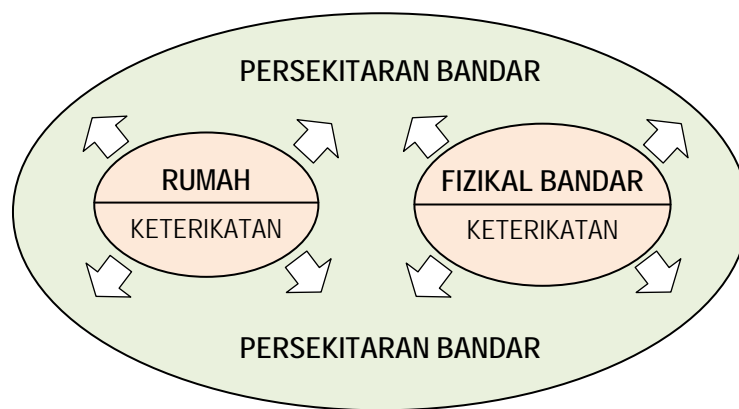 PERSEKITARAN BANDAR
RUMAH
KETERIKATAN
FIZIKAL BANDAR
KETERIKATAN
PERSEKITARAN BANDAR